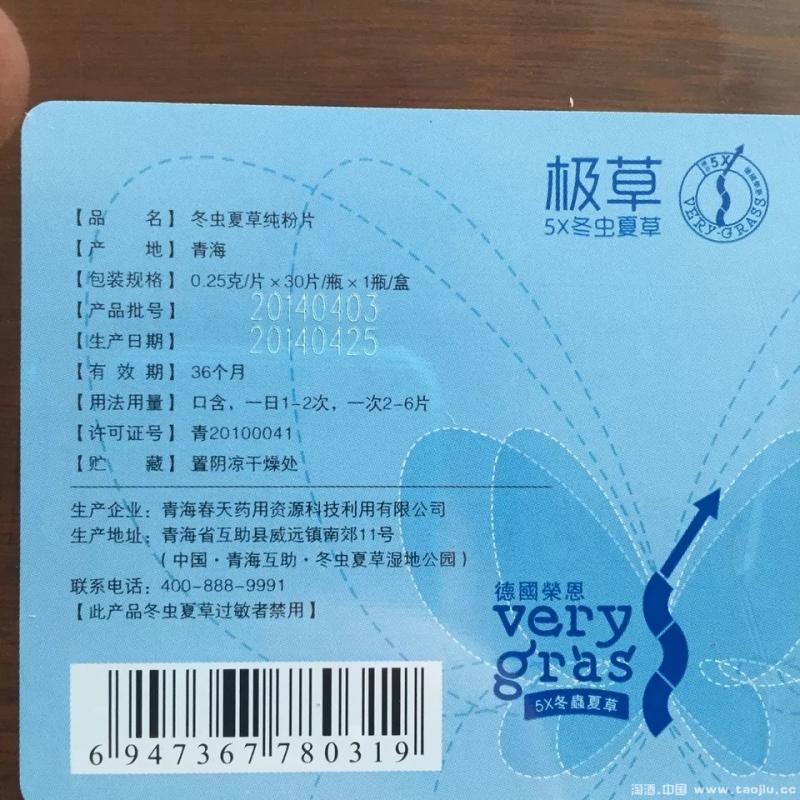 极草
5X冬虫夏草
5X
德國榮恩
VERY-GRASS
【品 名】 冬虫夏草纯粉片
【产 地】 青海
【包装规格】 0.25克/片×30片/瓶×1瓶/盒
【产品批号】 20140403
【生产日期】 20140425
【有 效 期】 36个月
【用法用量】 口含，一日1-2次，一次2-6片
【许可证号】 青20100041
【贮 藏】 置阴凉干燥处
生产企业：青海春天药用资源科技利用有限公司
生产地址：青海省互助县威远镇南郊11号
（中国·青海互助·冬虫夏草湿地公园）
联系电话：400-888-9991
【此产品冬虫夏草过敏者禁用】
德國榮恩
very
gras
5X冬蟲夏草
6 947367 780319
淘酒.中国 www.taojiu.cc